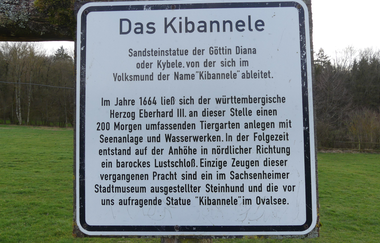 Das Kibannele
Sandsteinstatue der Göttin Diana
oder Kybele. von der sich im
Volksmund der Name "Kibannele" ableitet.
Im Jahre 1664 ließ sich der württembergische
Herzog Eberhard III. an dieser Stelle einen
200 Morgen umfassenden Tiergarten anlegen mit
Seenanlage und Wasserwerken. In der Folgezeit
entstand auf der Anhöhe in nördlicher Richtung
ein barockes Lustschloß. Einzige Zeugen dieser
vergangenen Pracht sind ein im Sachsenheimer
Stadtmuseum ausgestellter Steinhund und die vor
uns aufragende Statue "Kibannele" im Ovalsee.